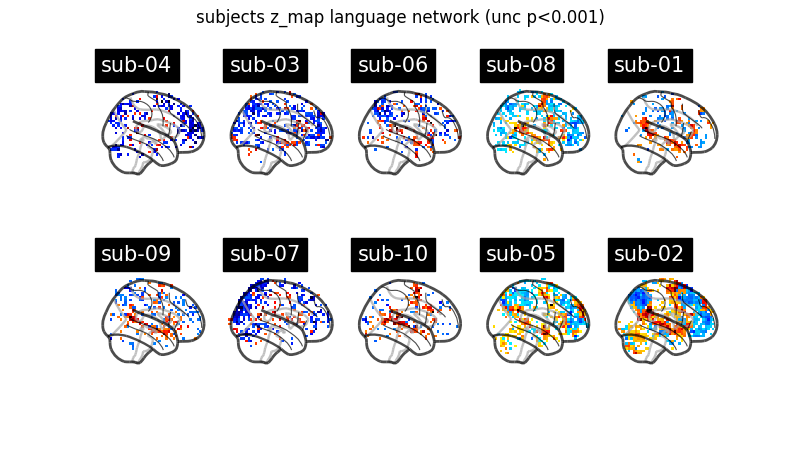 subjects z_map language network (unc p<0.001)
sub-04 sub-03 sub-06 sub-08 sub-01
sub-09 sub-07 sub-10 sub-05 sub-02